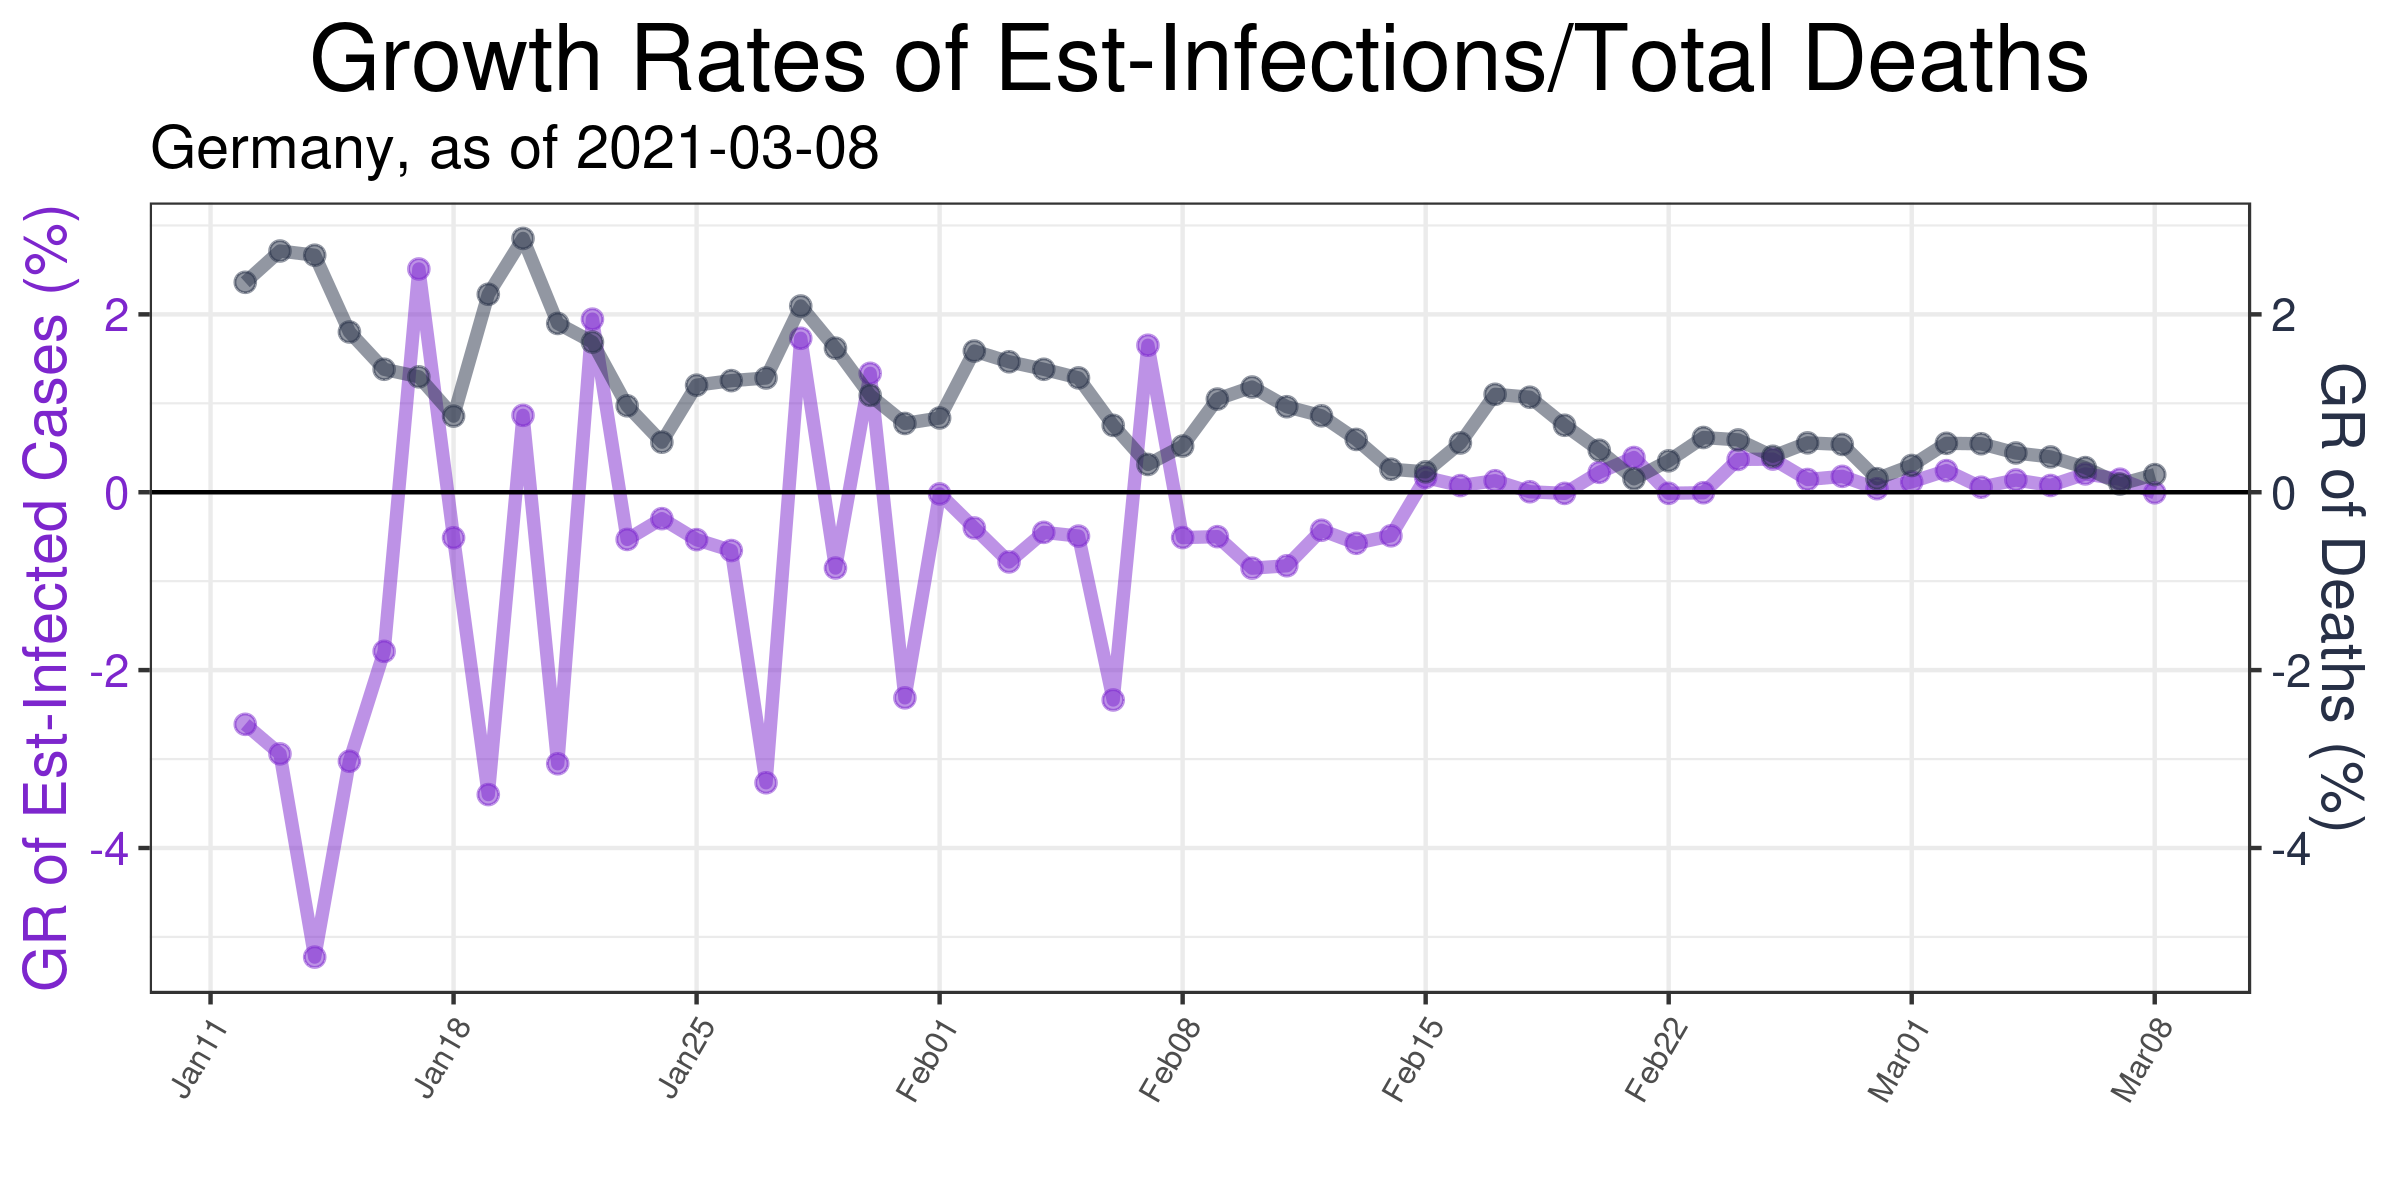 Growth Rates of Est-Infections/Total Deaths
Germany, as of 2021-03-08
GR of Est-Infected Cases (%)
2
0
-2
-4
2
0
-2
-4
GR of Deaths (%)
Jan11
Jan18
Jan25
Feb01
Feb08
Feb15
Feb22
Mar01
Mar08